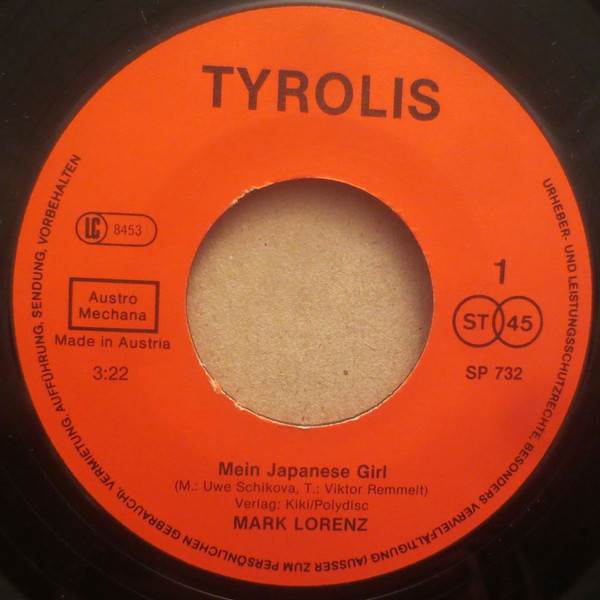 TYROLIS
LC 8453
Austro
Mechana
Made in Austria
3:22
1
ST 45
SP 732
Mein Japanese Girl
(M.: Uwe Schikova, T.: Viktor Remmelt)
Verlag: Kiki/Polydisc
MARK LORENZ
URHEBER- UND LEISTUNGSSCHUTZRECHTE, BESONDERS VERVIELFÄLTIGUNG (AUSSER ZUM PERSÖNLICHEN GEBRAUCH), VERMIETUNG, AUFFÜHRUNG, SENDUNG, VORBEHALTEN